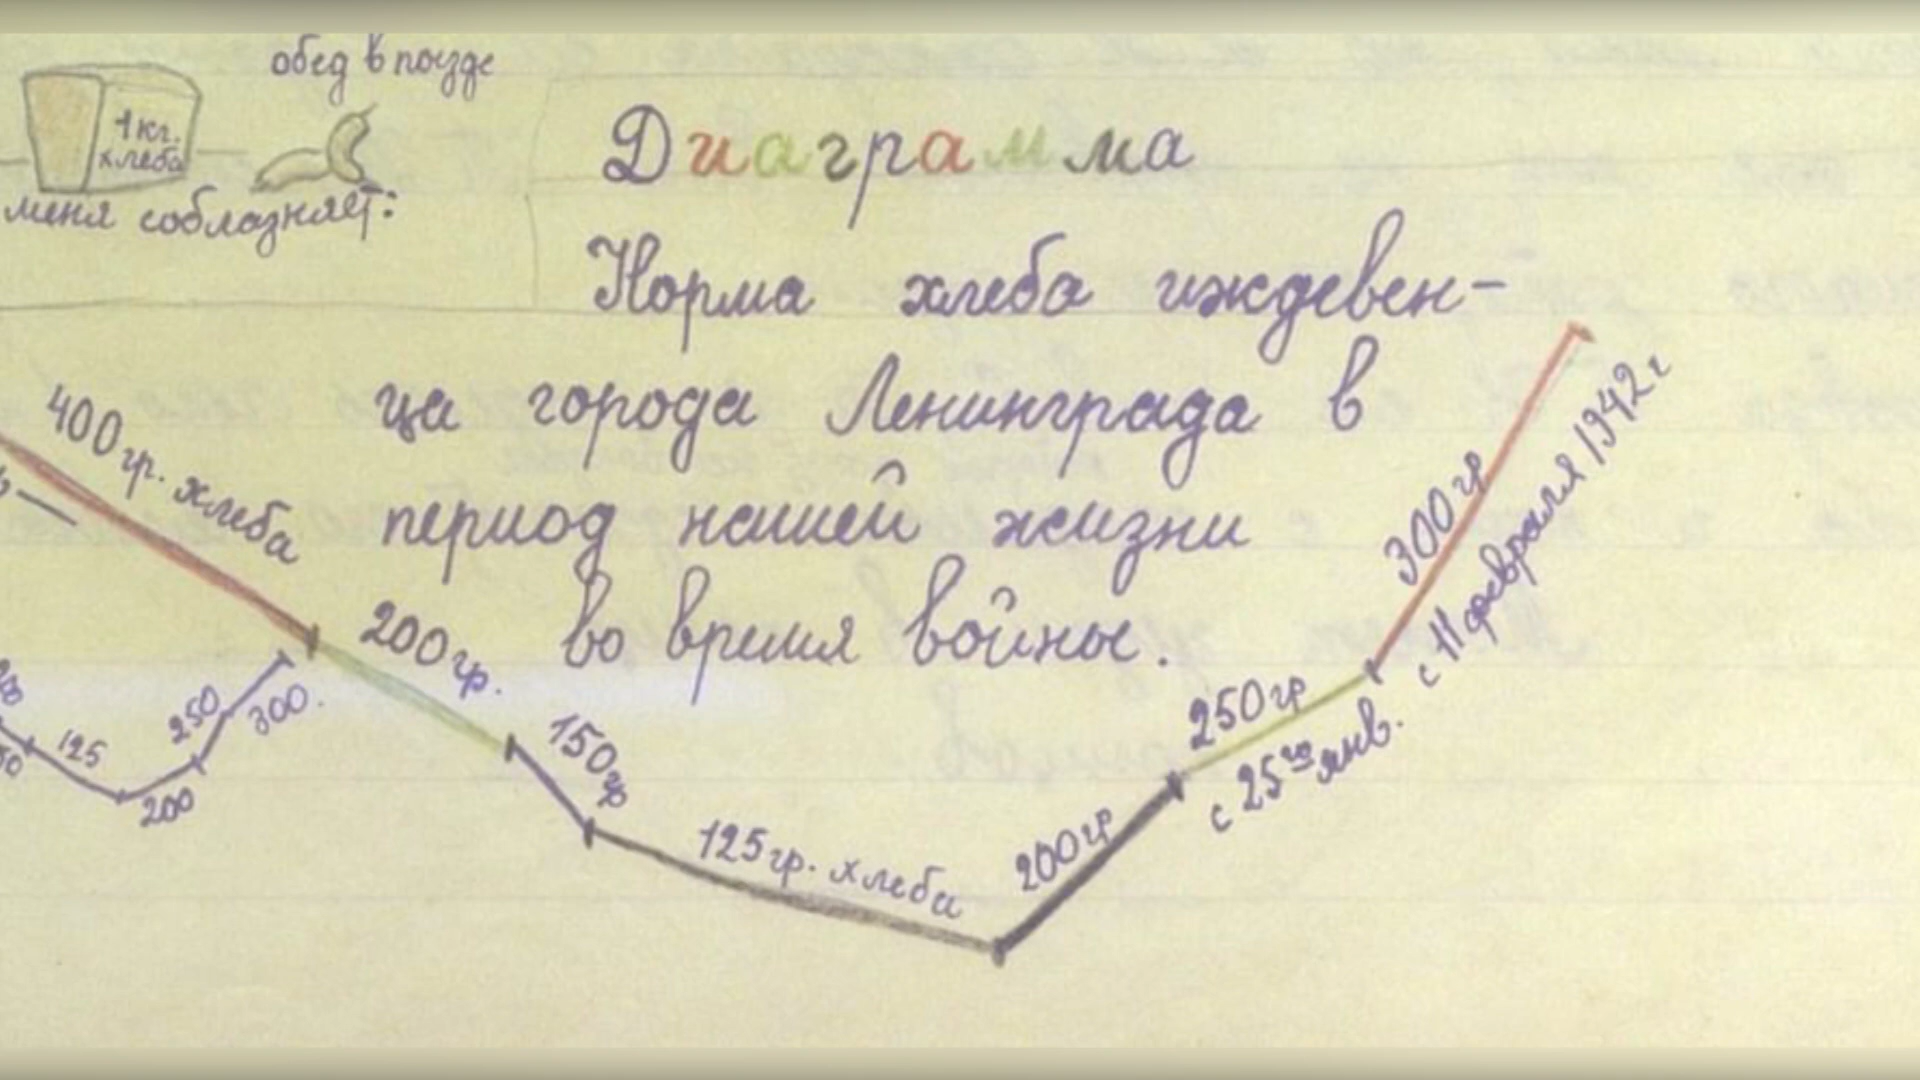 обед в поезде
1 кг.
хлеба
меня соблазняет:
Диаграмма
Норма хлеба иждевен-
ца города Ленинграда в
период нашей жизни
во время войны.
400 гр. хлеба
200 гр.
150 гр
125 гр. хлеба
200 гр
250 гр
с 25го янв.
300 гр
с 11 февраля 1942 г
125
200
250
300.